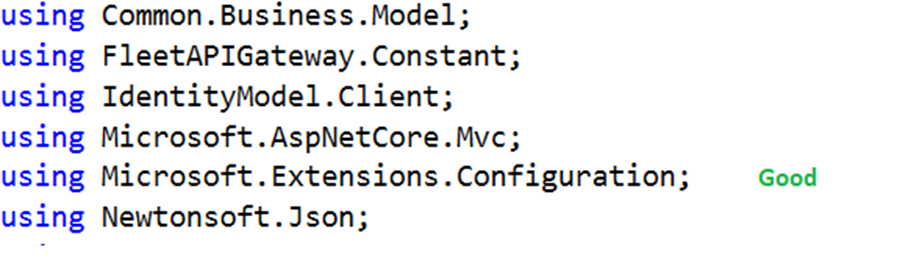 using Common.Business.Model;
using FleetAPIGateway.Constant;
using IdentityModel.Client;
using Microsoft.AspNetCore.Mvc;
using Microsoft.Extensions.Configuration; Good
using Newtonsoft.Json;